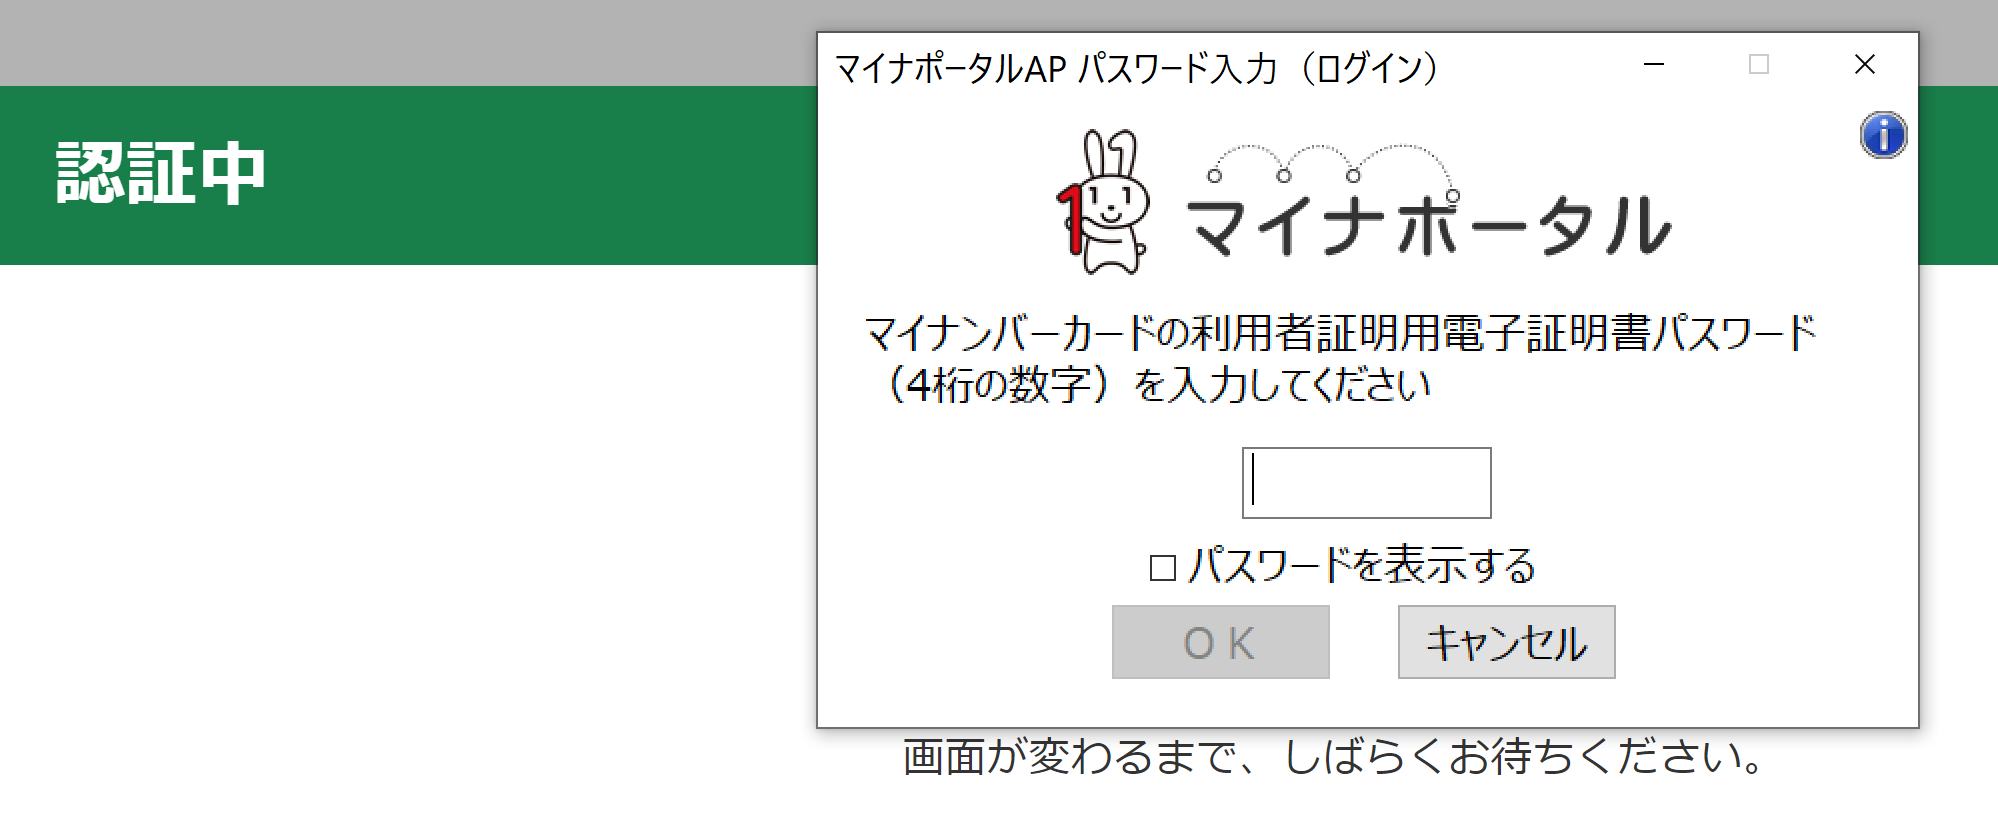 マイナポータルAP パスワード入力（ログイン）
認証中
マイナポータル
マイナンバーカードの利用者証明用電子証明書パスワード
（4桁の数字）を入力してください
パスワードを表示する
ＯＫ
キャンセル
画面が変わるまで、しばらくお待ちください。